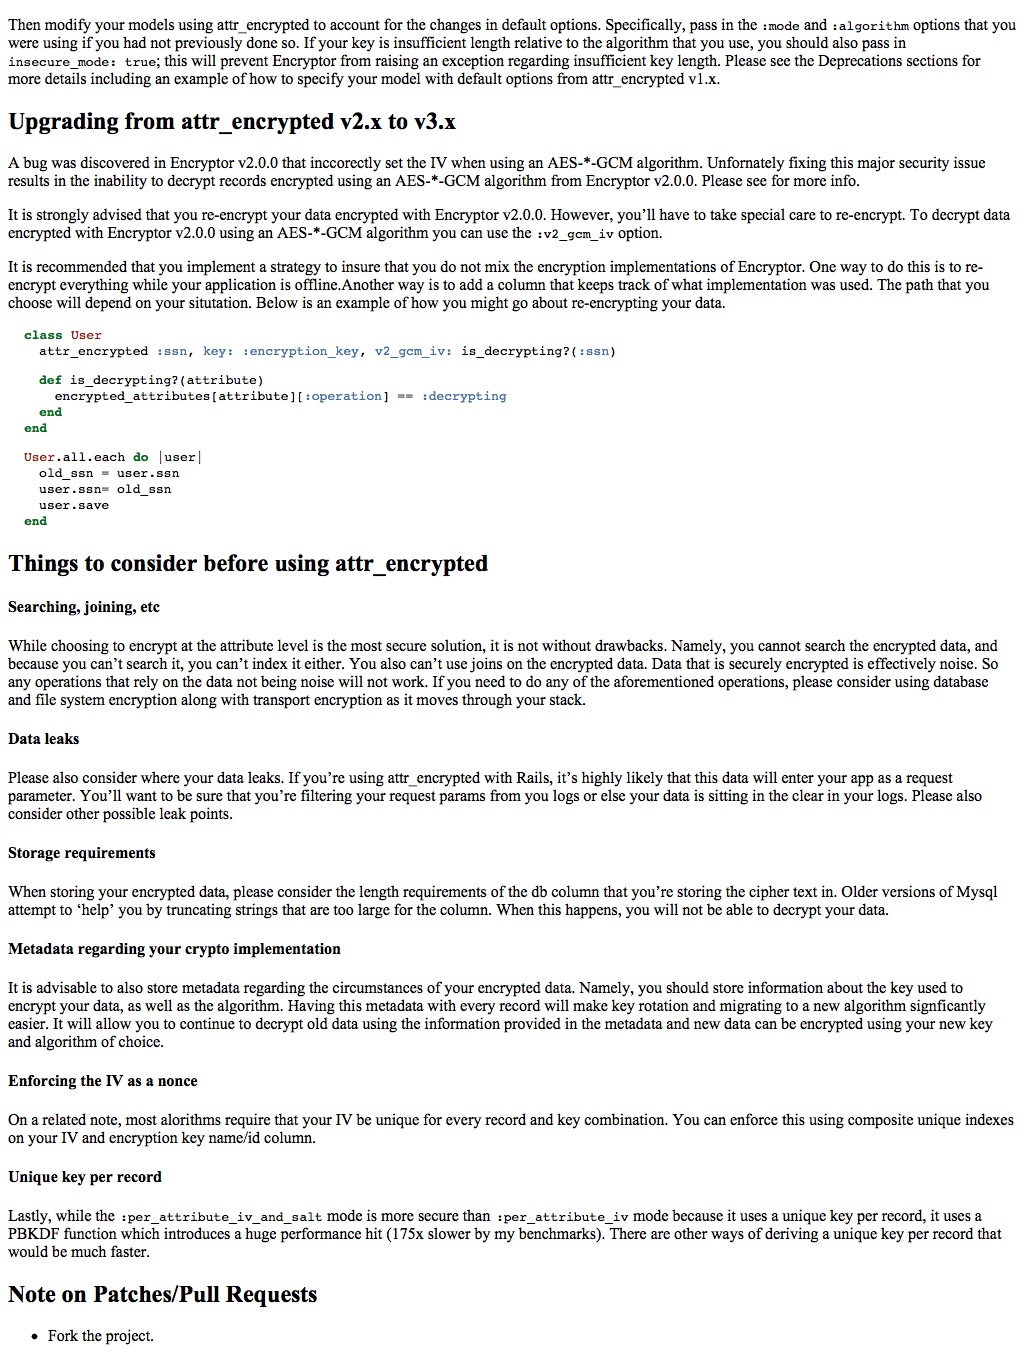 Then modify your models using attr_encrypted to account for the changes in default options. Specifically, pass in the :mode and :algorithm options that you
were using if you had not previously done so. If your key is insufficient length relative to the algorithm that you use, you should also pass in
insecure_mode: true; this will prevent Encryptor from raising an exception regarding insufficient key length. Please see the Deprecations sections for
more details including an example of how to specify your model with default options from attr_encrypted v1.x.
Upgrading from attr_encrypted v2.x to v3.x
A bug was discovered in Encryptor v2.0.0 that inccorectly set the IV when using an AES-*-GCM algorithm. Unfornately fixing this major security issue
results in the inability to decrypt records encrypted using an AES-*-GCM algorithm from Encryptor v2.0.0. Please see for more info.
It is strongly advised that you re-encrypt your data encrypted with Encryptor v2.0.0. However, you’ll have to take special care to re-encrypt. To decrypt data
encrypted with Encryptor v2.0.0 using an AES-*-GCM algorithm you can use the :v2_gcm_iv option.
It is recommended that you implement a strategy to insure that you do not mix the encryption implementations of Encryptor. One way to do this is to re-
encrypt everything while your application is offline.Another way is to add a column that keeps track of what implementation was used. The path that you
choose will depend on your situtation. Below is an example of how you might go about re-encrypting your data.
class User
attr_encrypted :ssn, key: :encryption_key, v2_gcm_iv: is_decrypting?(:ssn)
def is_decrypting?(attribute)
encrypted_attributes[attribute][:operation] == :decrypting
end
end
User.all.each do |user|
old_ssn = user.ssn
user.ssn= old_ssn
user.save
end
Things to consider before using attr_encrypted
Searching, joining, etc
While choosing to encrypt at the attribute level is the most secure solution, it is not without drawbacks. Namely, you cannot search the encrypted data, and
because you can’t search it, you can’t index it either. You also can’t use joins on the encrypted data. Data that is securely encrypted is effectively noise. So
any operations that rely on the data not being noise will not work. If you need to do any of the aforementioned operations, please consider using database
and file system encryption along with transport encryption as it moves through your stack.
Data leaks
Please also consider where your data leaks. If you’re using attr_encrypted with Rails, it’s highly likely that this data will enter your app as a request
parameter. You’ll want to be sure that you’re filtering your request params from you logs or else your data is sitting in the clear in your logs. Please also
consider other possible leak points.
Storage requirements
When storing your encrypted data, please consider the length requirements of the db column that you’re storing the cipher text in. Older versions of Mysql
attempt to ‘help’ you by truncating strings that are too large for the column. When this happens, you will not be able to decrypt your data.
Metadata regarding your crypto implementation
It is advisable to also store metadata regarding the circumstances of your encrypted data. Namely, you should store information about the key used to
encrypt your data, as well as the algorithm. Having this metadata with every record will make key rotation and migrating to a new algorithm signficantly
easier. It will allow you to continue to decrypt old data using the information provided in the metadata and new data can be encrypted using your new key
and algorithm of choice.
Enforcing the IV as a nonce
On a related note, most alorithms require that your IV be unique for every record and key combination. You can enforce this using composite unique indexes
on your IV and encryption key name/id column.
Unique key per record
Lastly, while the :per_attribute_iv_and_salt mode is more secure than :per_attribute_iv mode because it uses a unique key per record, it uses a
PBKDF function which introduces a huge performance hit (175x slower by my benchmarks). There are other ways of deriving a unique key per record that
would be much faster.
Note on Patches/Pull Requests
• Fork the project.